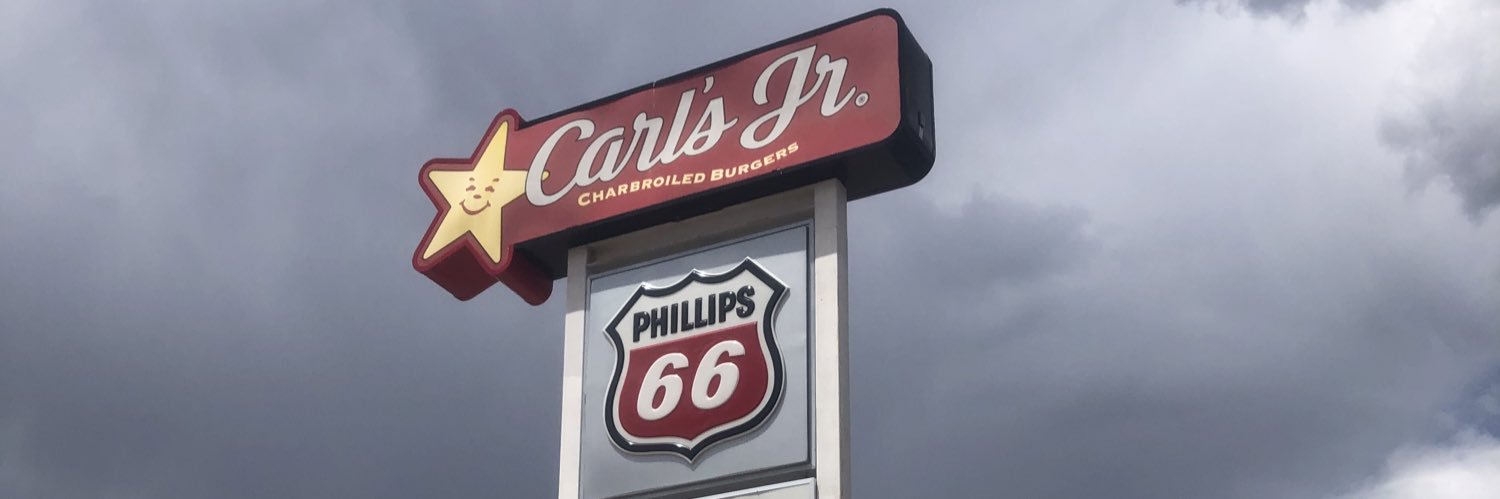 Carl's Jr.®
CHARBROILED BURGERS
PHILLIPS
66